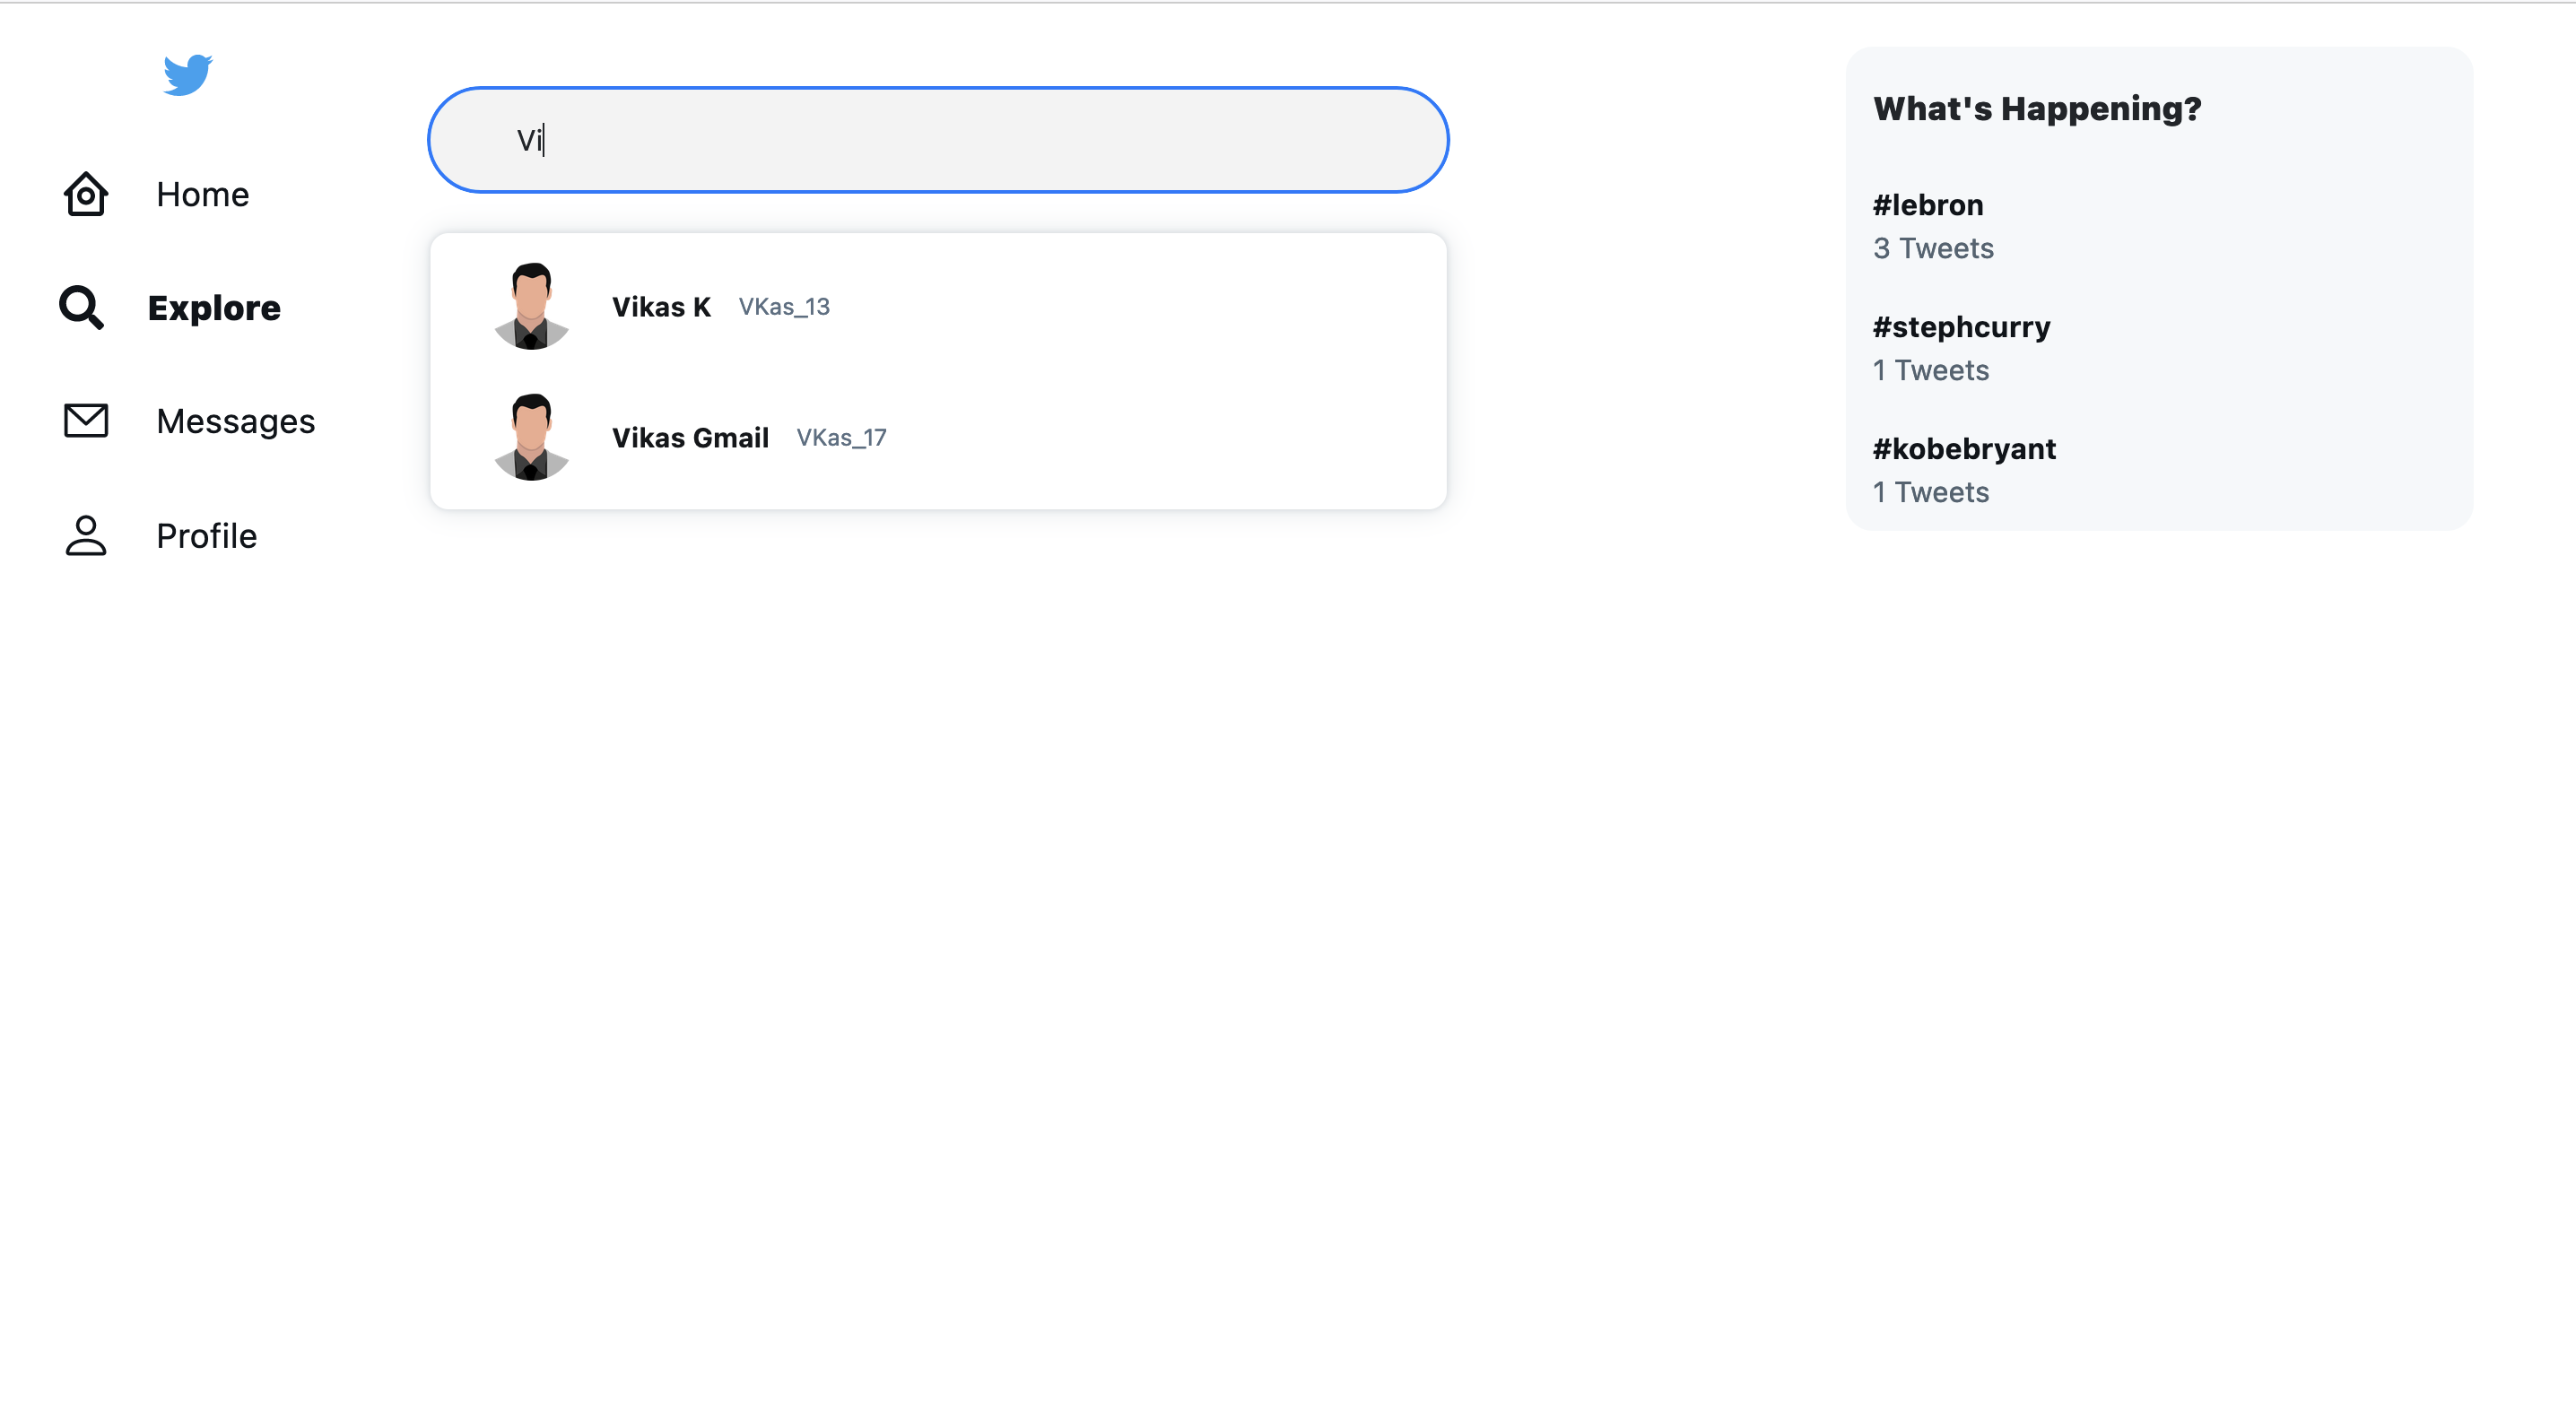 Home
Explore
Messages
Profile
Vi
Vikas K VKas_13
Vikas Gmail VKas_17
What's Happening?
#lebron
3 Tweets
#stephcurry
1 Tweets
#kobebryant
1 Tweets